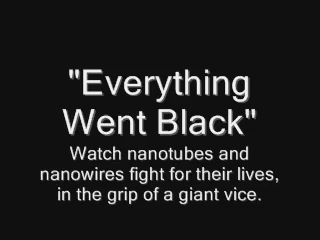 "Everything
Went Black"
Watch nanotubes and
nanowires fight for their lives,
in the grip of a giant vice.